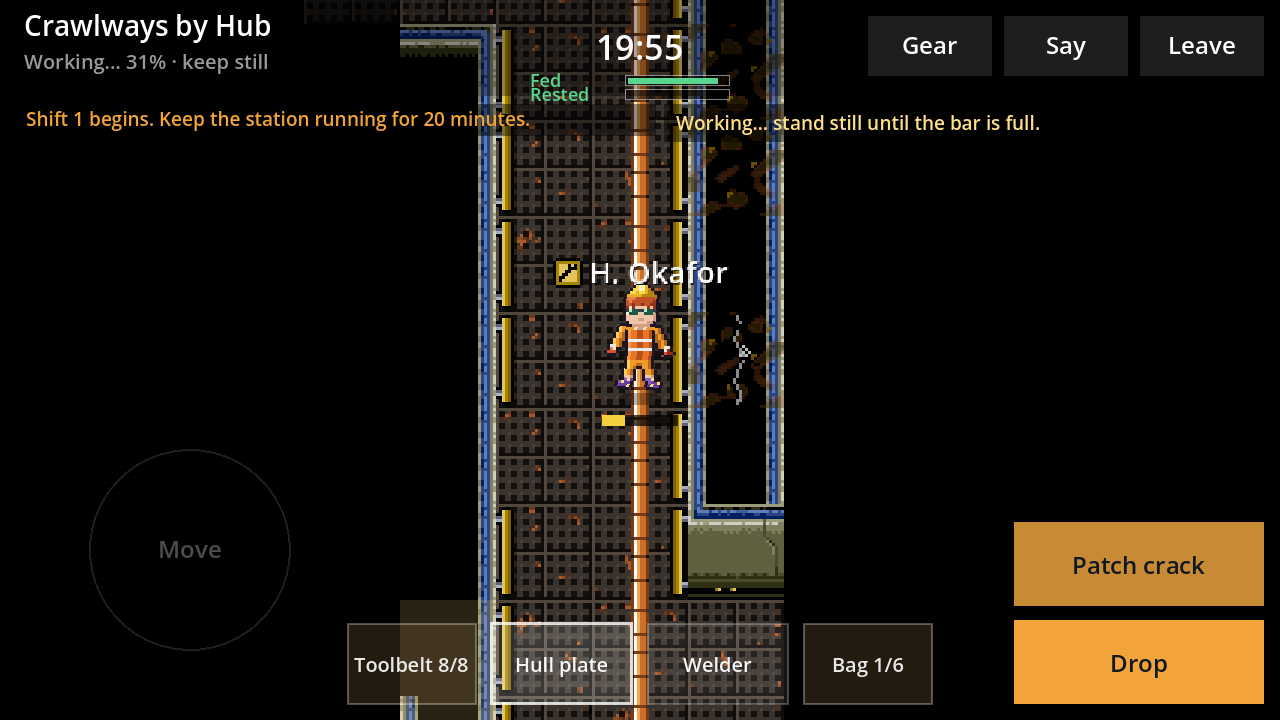 Crawlways by Hub
Working... 31% · keep still
19:55
Gear
Say
Leave
Fed
Rested
Shift 1 begins. Keep the station running for 20 minutes.
Working... stand still until the bar is full.
H. Okafor
Move
Patch crack
Toolbelt 8/8
Hull plate
Welder
Bag 1/6
Drop